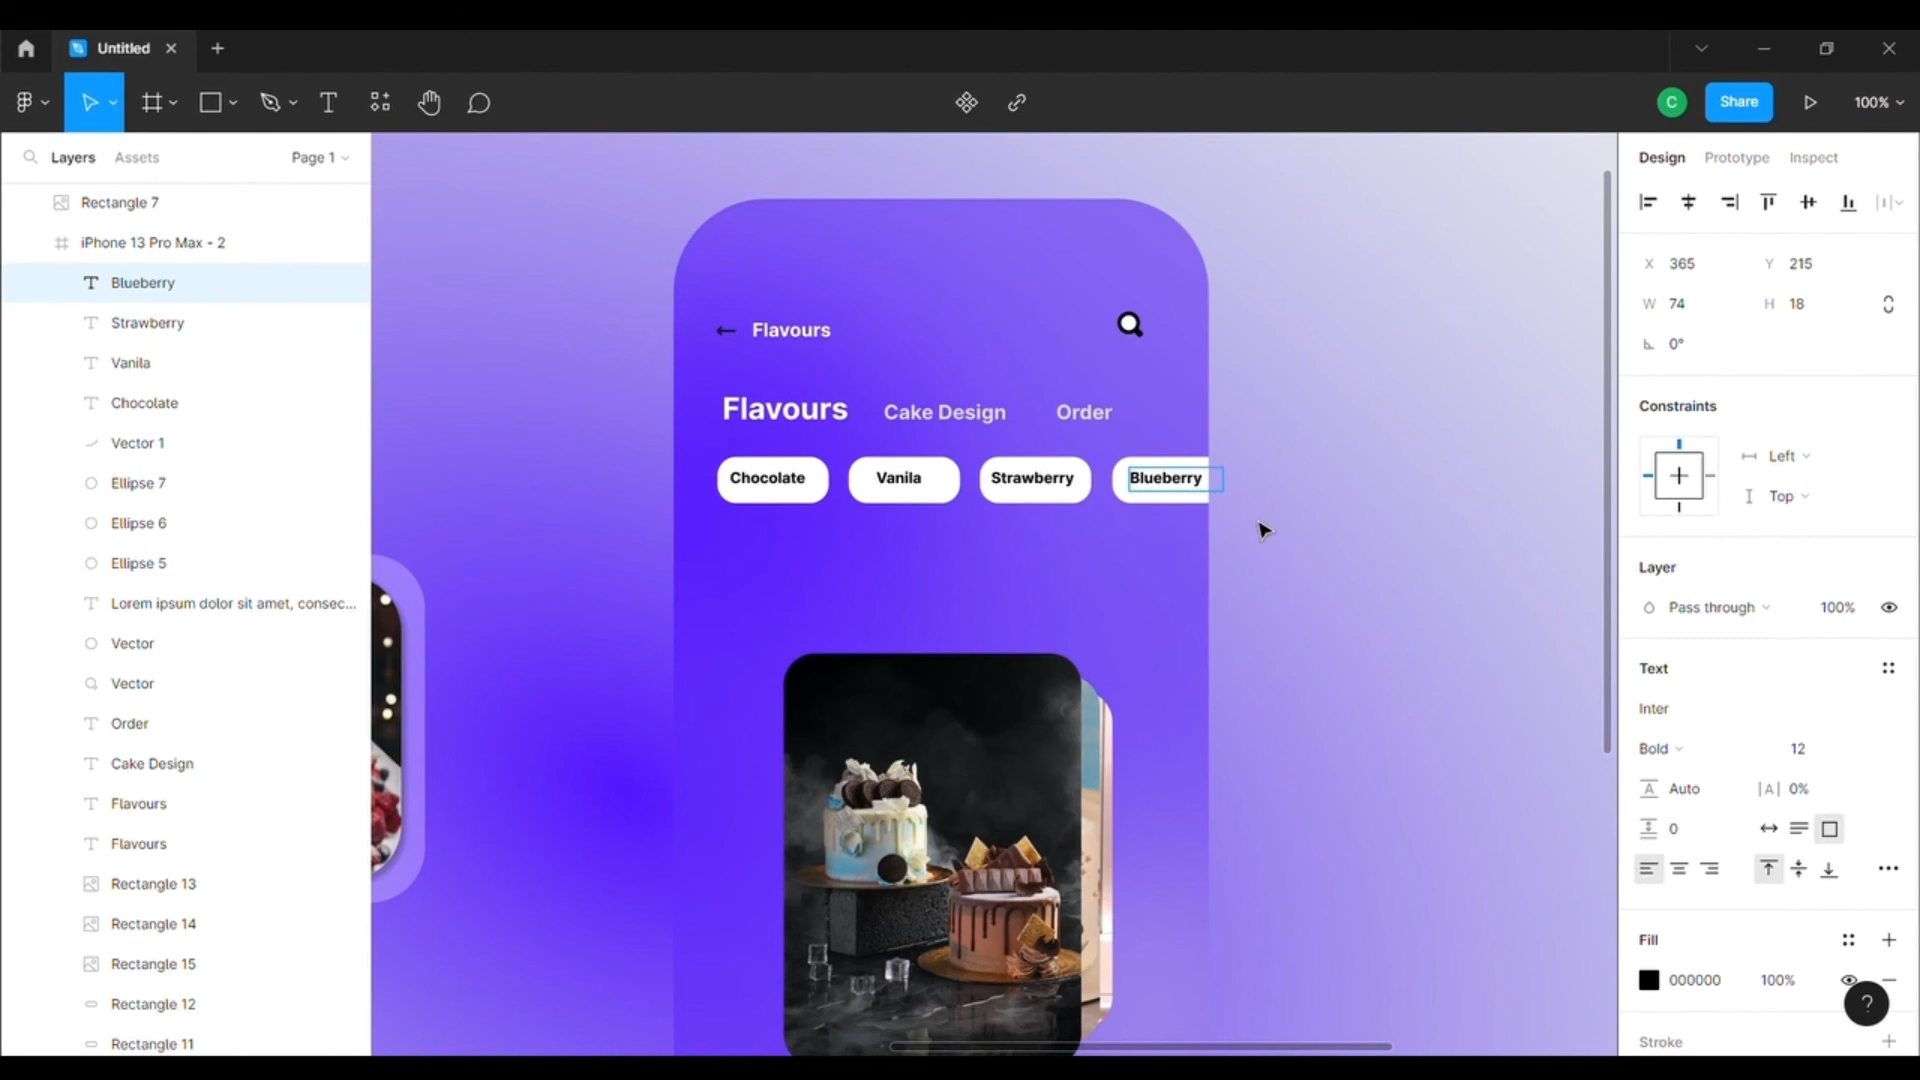 Untitled
C
Share
100%
Layers
Assets
Page 1
Rectangle 7
iPhone 13 Pro Max - 2
Blueberry
Strawberry
Vanila
Chocolate
Vector 1
Ellipse 7
Ellipse 6
Ellipse 5
Lorem ipsum dolor sit amet, consec...
Vector
Vector
Order
Cake Design
Flavours
Flavours
Rectangle 13
Rectangle 14
Rectangle 15
Rectangle 12
Rectangle 11
Flavours
Flavours
Cake Design
Order
Chocolate
Vanila
Strawberry
Blueberry
Design
Prototype
Inspect
X 365
Y 215
W 74
H 18
0°
Constraints
Left
Top
Layer
Pass through
100%
Text
Inter
Bold
12
Auto
|A| 0%
0
Fill
000000
100%
?
Stroke